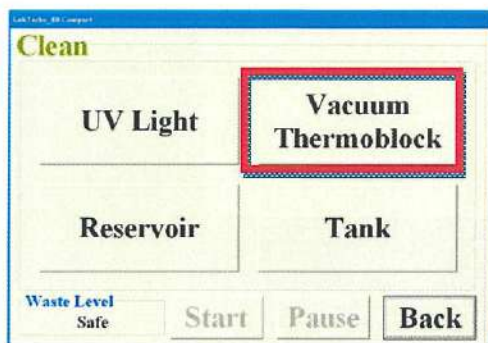 Clean
UV Light
Vacuum
Thermoblock
Reservoir
Tank
Waste Level
Safe
Start
Pause
Back